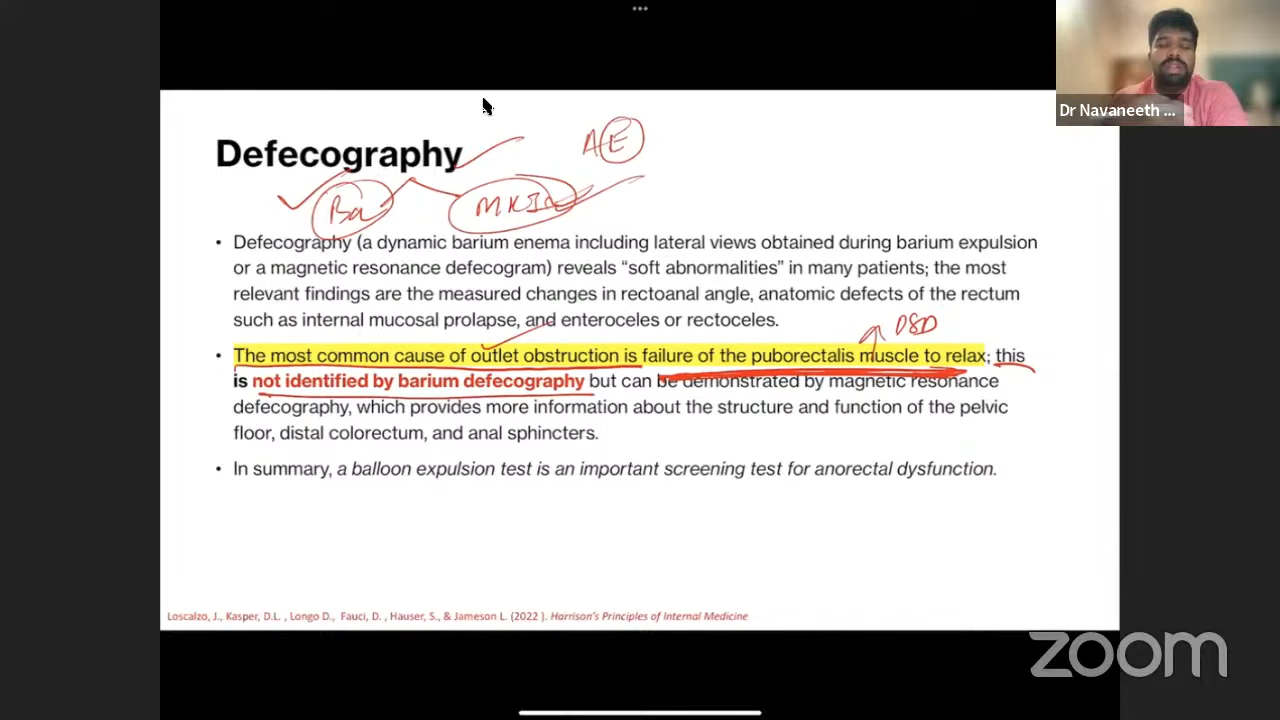 Dr Navaneeth ...
Defecography
AE
Ba
MRI
• Defecography (a dynamic barium enema including lateral views obtained during barium expulsion
or a magnetic resonance defecogram) reveals “soft abnormalities” in many patients; the most
relevant findings are the measured changes in rectoanal angle, anatomic defects of the rectum
such as internal mucosal prolapse, and enteroceles or rectoceles.
DSD
• The most common cause of outlet obstruction is failure of the puborectalis muscle to relax; this
is not identified by barium defecography but can be demonstrated by magnetic resonance
defecography, which provides more information about the structure and function of the pelvic
floor, distal colorectum, and anal sphincters.
• In summary, a balloon expulsion test is an important screening test for anorectal dysfunction.
Loscalzo, J., Kasper, D.L. , Longo D., Fauci, D. , Hauser, S., & Jameson L. (2022 ). Harrison's Principles of Internal Medicine
zoom